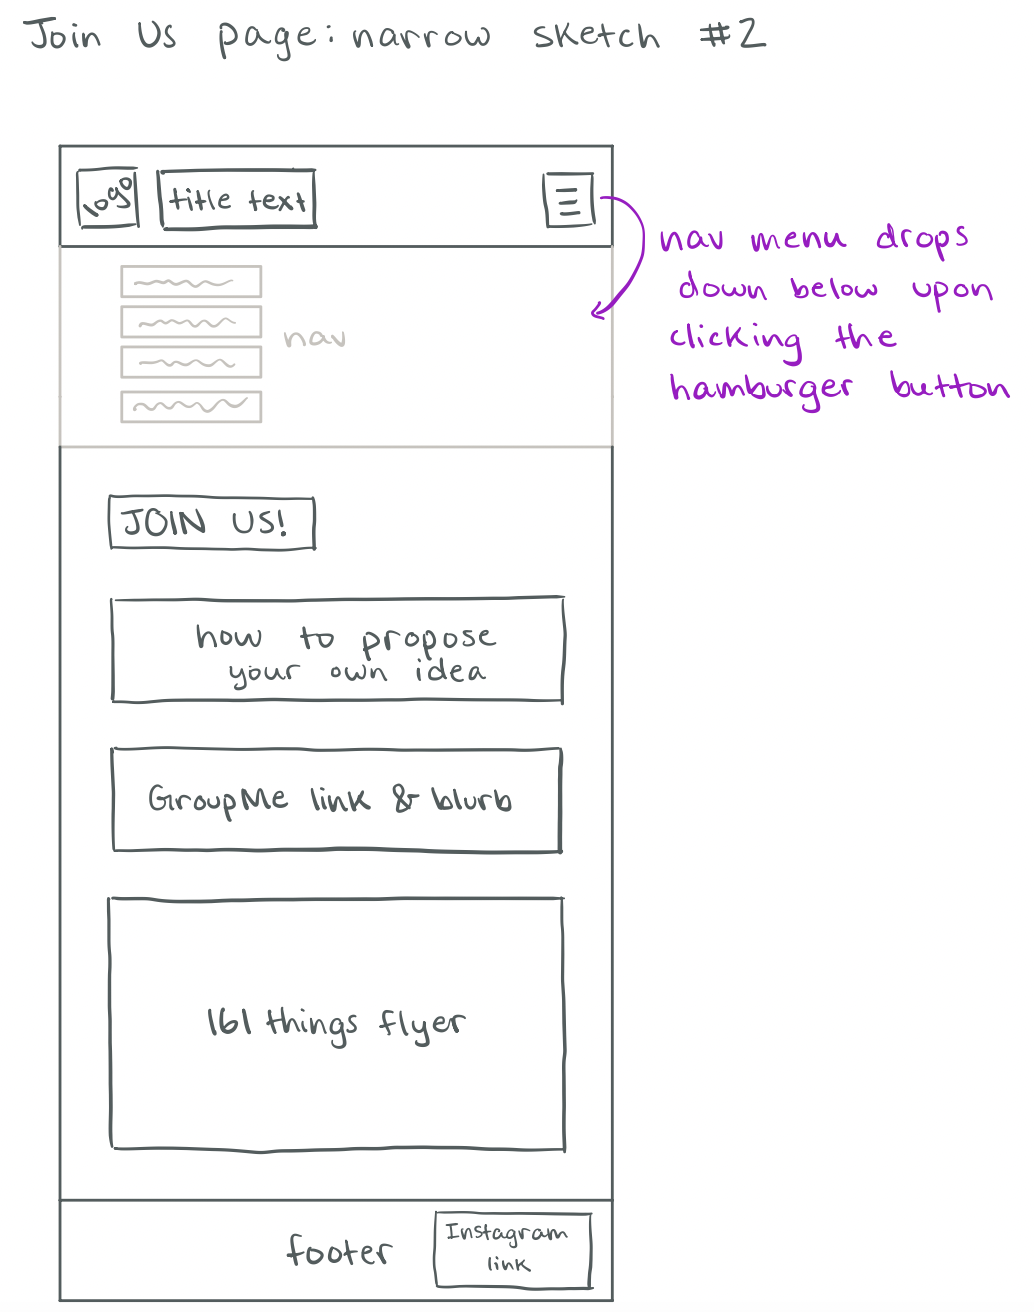 Join Us page: narrow sketch #2
logo
title text
nav menu drops
down below upon
clicking the
hamburger button
nav
JOIN US!
how to propose
your own idea
GroupMe link & blurb
161 things flyer
footer
Instagram
link